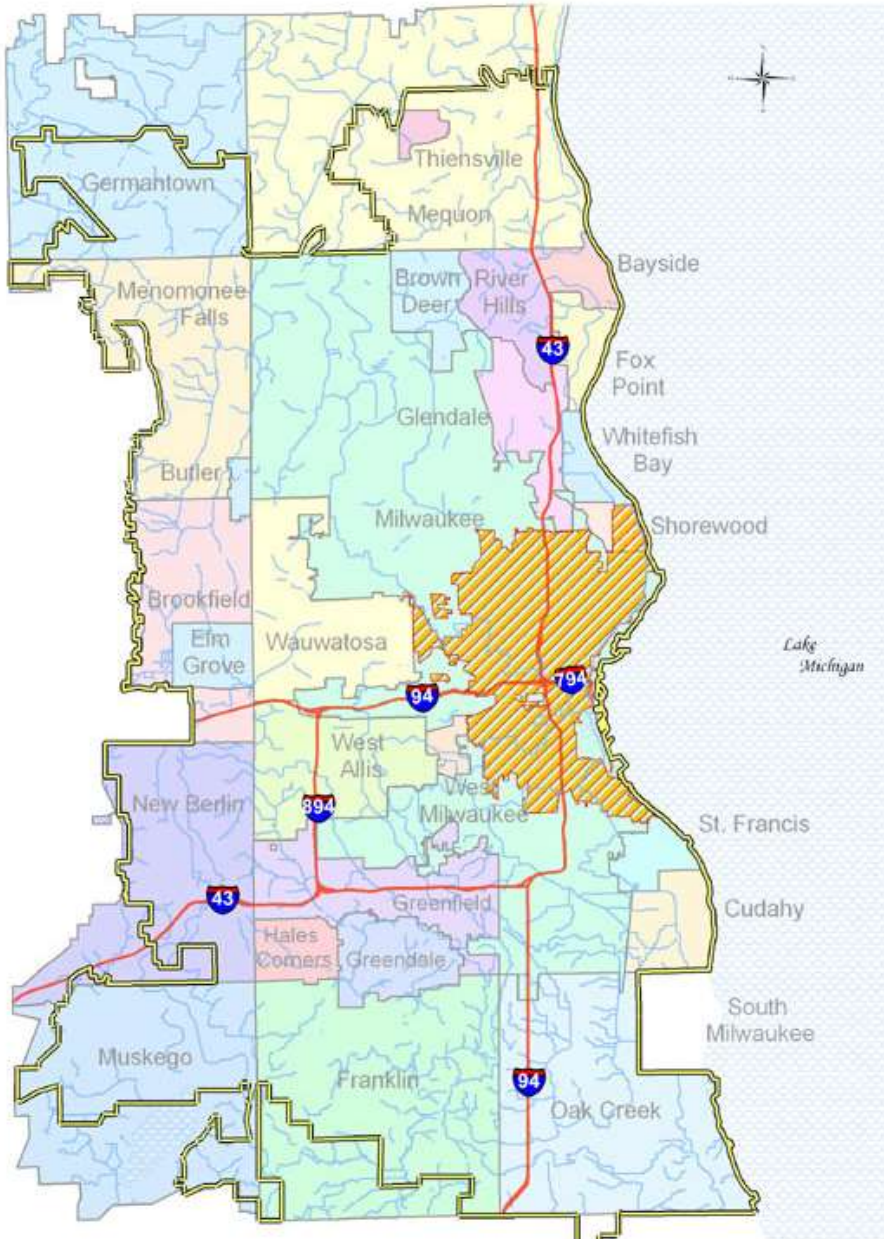 Thiensville
Germantown
Mequon
Bayside
Brown
Deer
River
Hills
Menomonee
Falls
43
Fox
Point
Glendale
Whitefish
Bay
Butler
Milwaukee
Shorewood
Brookfield
Elm
Grove
Wauwatosa
Lake
Michigan
794
94
West
Allis
New Berlin
894
West
Milwaukee
St. Francis
43
Greenfield
Cudahy
Hales
Corners
Greendale
South
Milwaukee
Muskego
Franklin
94
Oak Creek